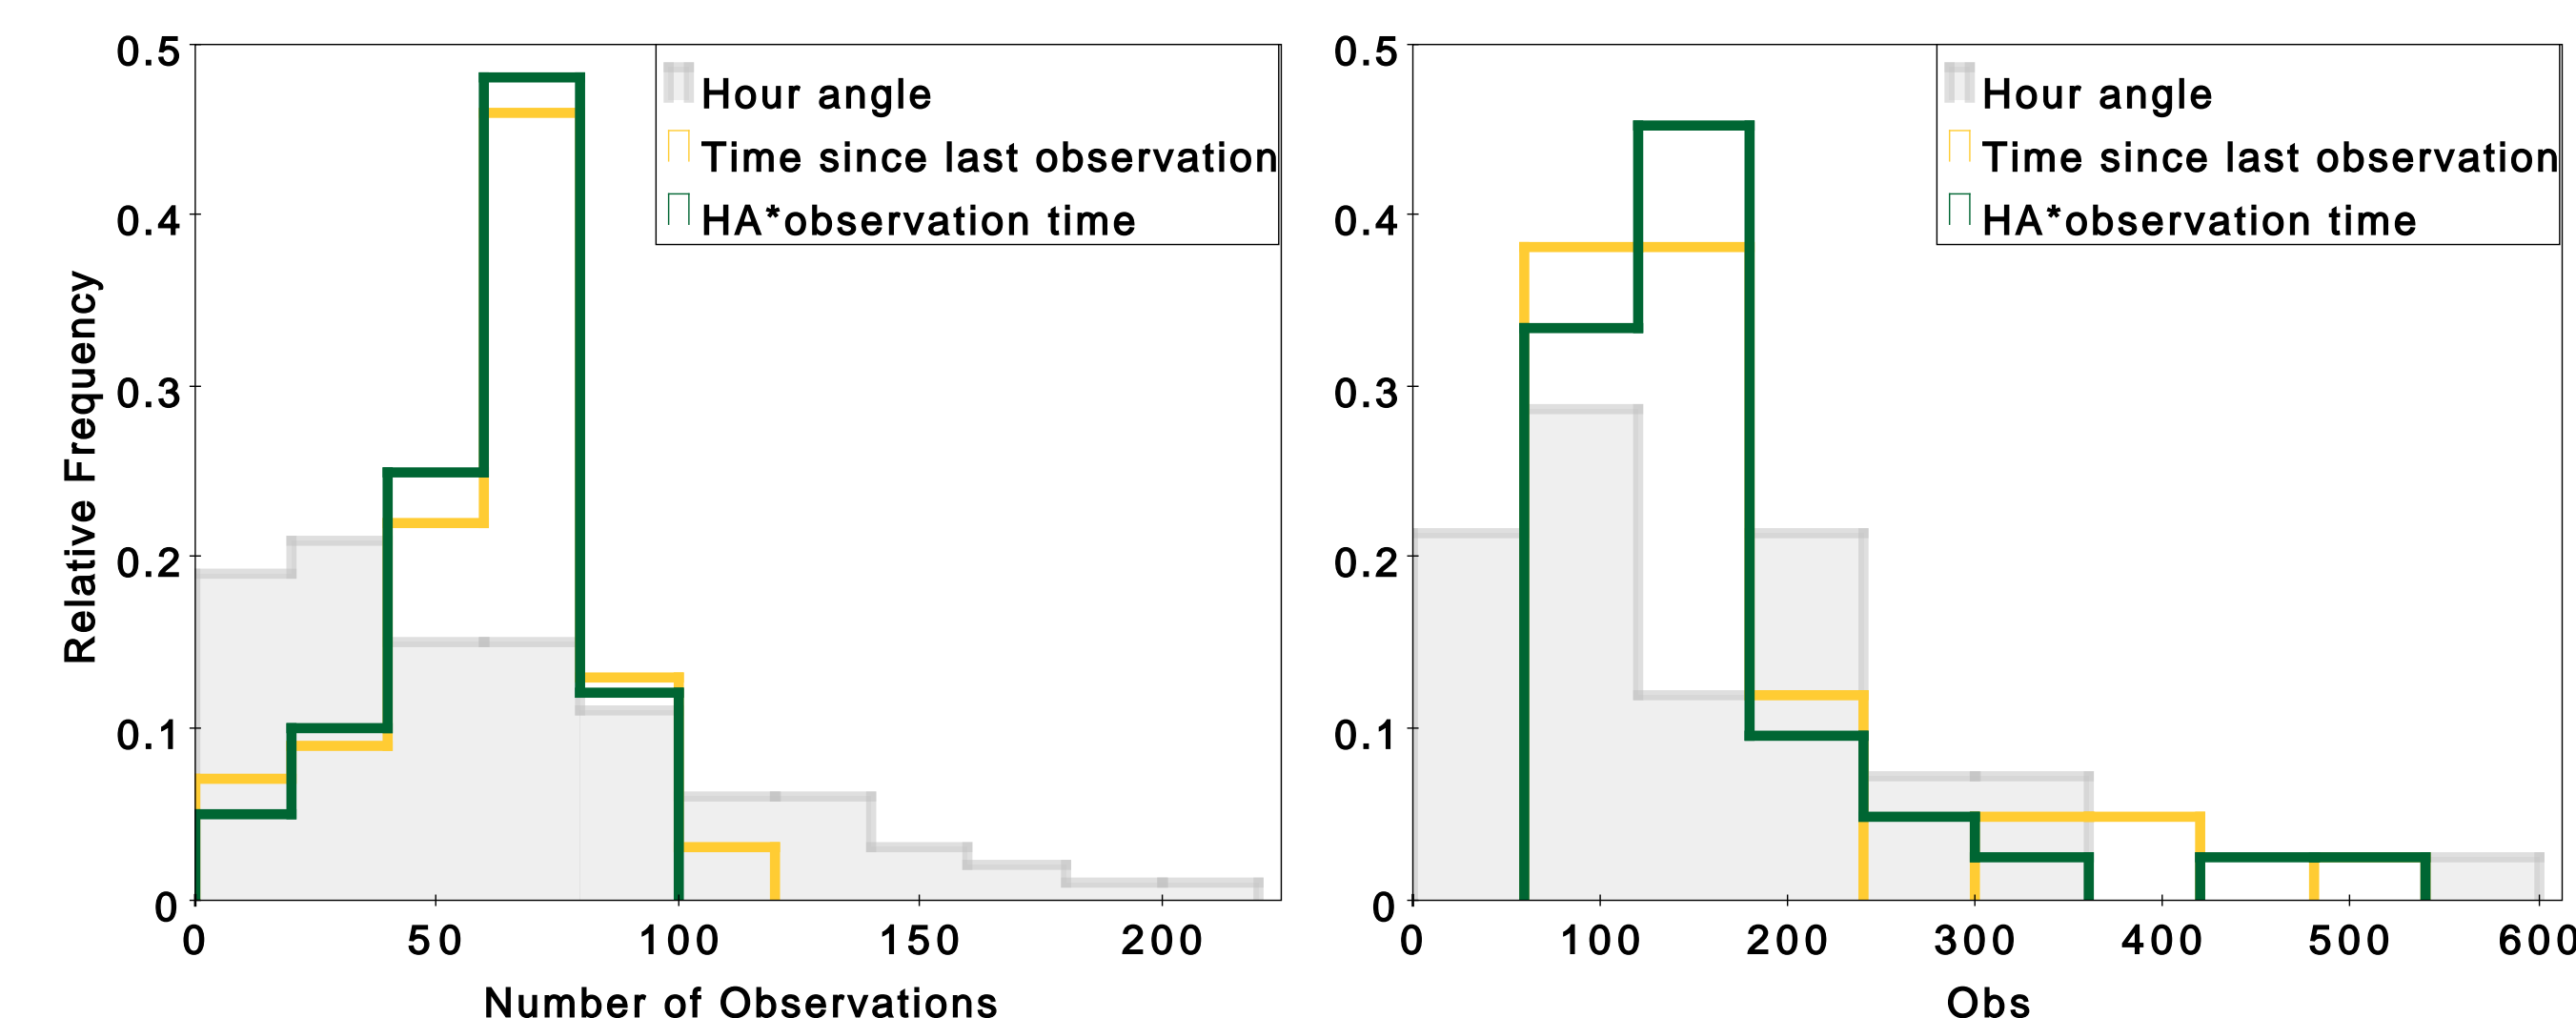 0.5
0.4
0.3
0.2
0.1
0
Relative Frequency
0 50 100 150 200
Number of Observations
Hour angle
Time since last observation
HA*observation time
0.5
0.4
0.3
0.2
0.1
0
0 100 200 300 400 500 600
Obs
Hour angle
Time since last observation
HA*observation time